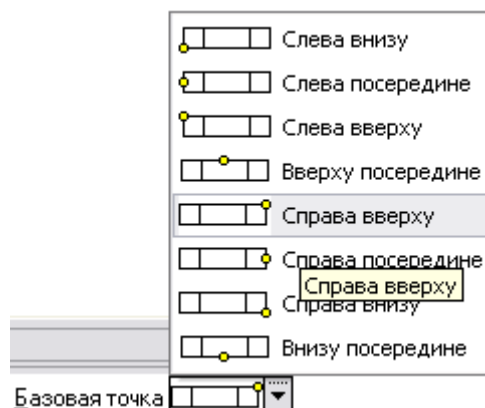 Слева внизу
Слева посередине
Слева вверху
Вверху посередине
Справа вверху
Справа посередине
Справа вверху
Справа внизу
Внизу посередине
Базовая точка